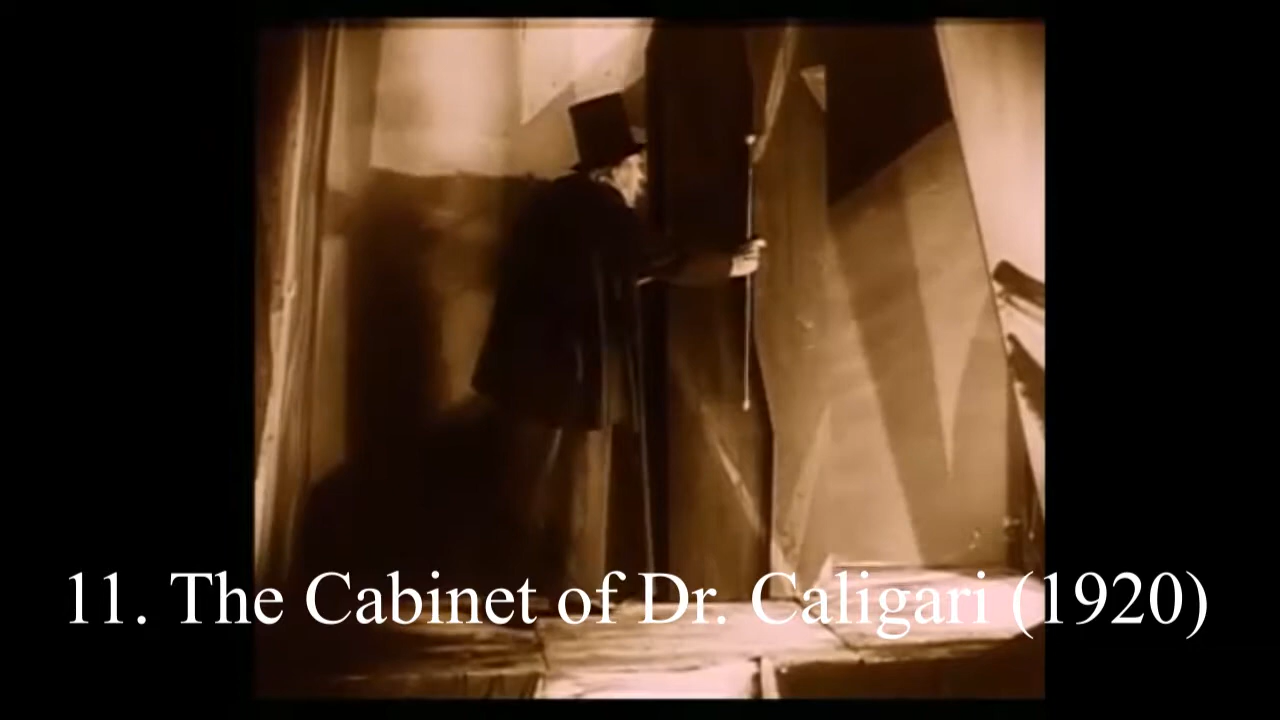 11. The Cabinet of Dr. Caligari (1920)